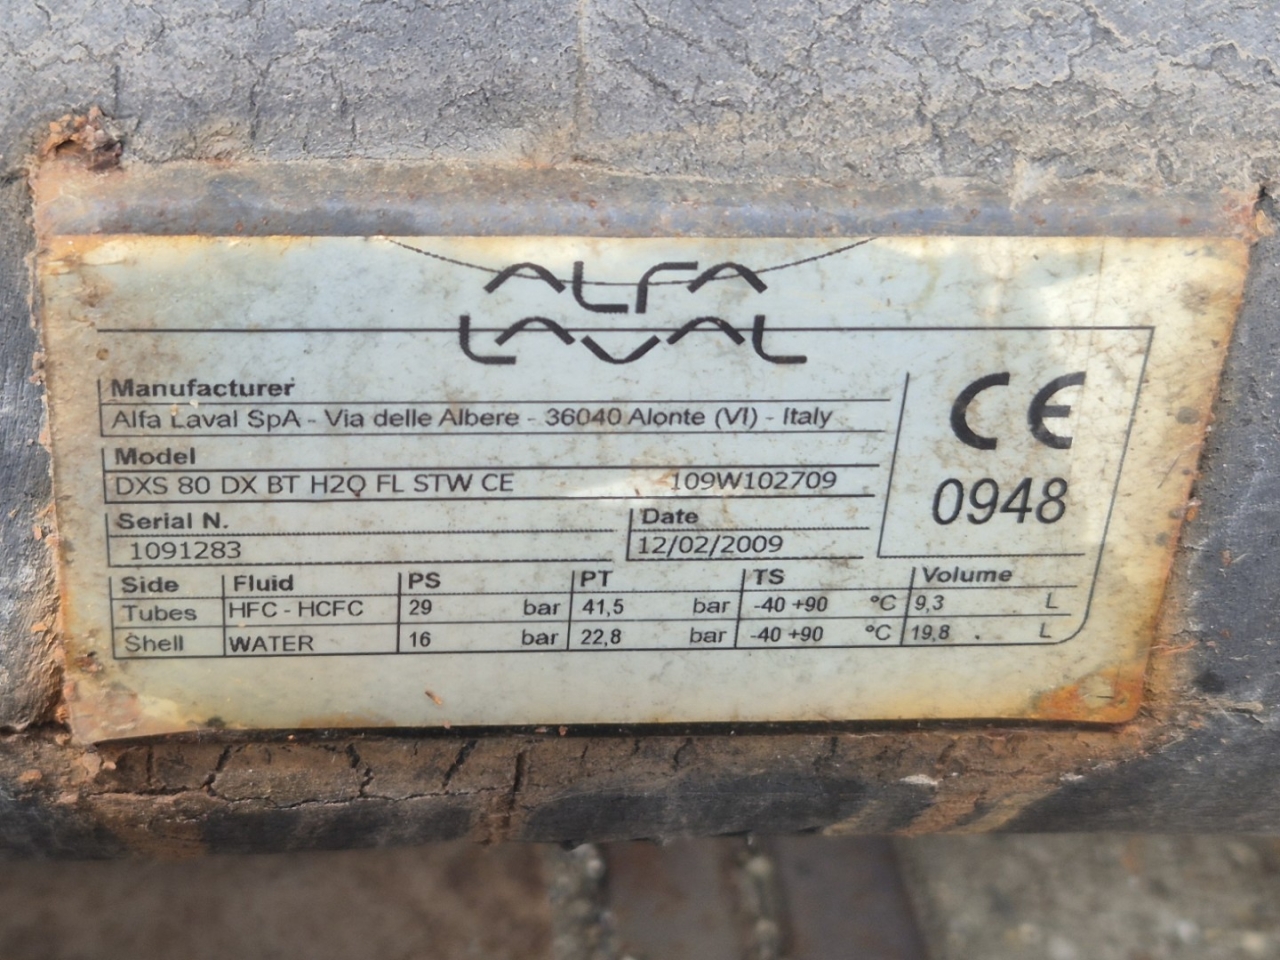 ALFA
LAVAL
Manufacturer
Alfa Laval SpA - Via delle Albere - 36040 Alonte (VI) - Italy
CE
0948
Model
DXS 80 DX BT H2O FL STW CE 109W102709
Serial N. Date
1091283 12/02/2009
Side Fluid PS PT TS Volume
Tubes HFC - HCFC 29 bar 41,5 bar -40 +90 °C 9,3 L
Shell WATER 16 bar 22,8 bar -40 +90 °C 19,8 L